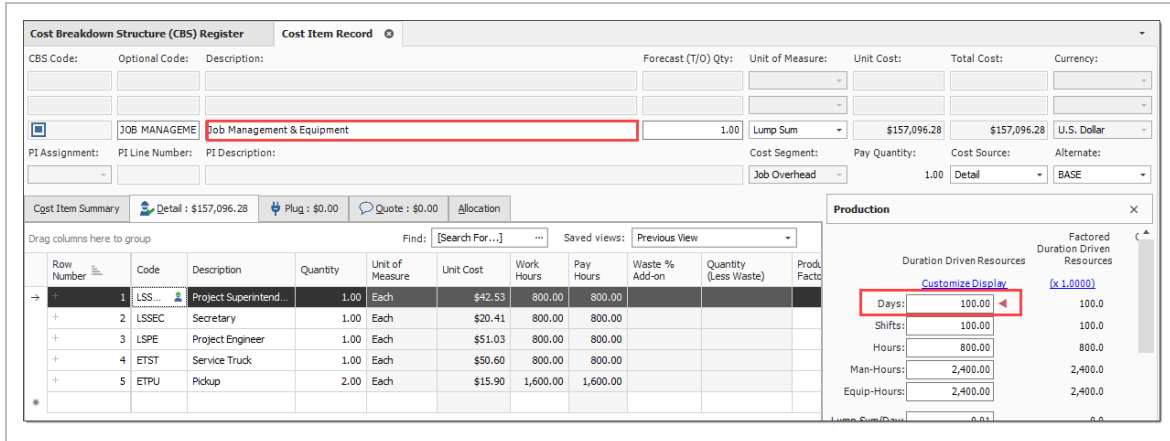 Cost Breakdown Structure (CBS) Register Cost Item Record
CBS Code: Optional Code: Description: Forecast (T/O) Qty: Unit of Measure: Unit Cost: Total Cost: Currency:
JOB MANAGEME Job Management & Equipment 1.00 Lump Sum $157,096.28 $157,096.28 U.S. Dollar
PI Assignment: PI Line Number: PI Description: Cost Segment: Pay Quantity: Cost Source: Alternate:
Job Overhead 1.00 Detail BASE
Cost Item Summary Detail : $157,096.28 Plug : $0.00 Quote : $0.00 Allocation
Drag columns here to group Find: [Search For...] ... Saved views: Previous View
Row Number Code Description Quantity Unit of Measure Unit Cost Work Hours Pay Hours Waste % Add-on Quantity (Less Waste) Produ Facto
1 LSS... Project Superintend... 1.00 Each $42.53 800.00 800.00
2 LSSEC Secretary 1.00 Each $20.41 800.00 800.00
3 LSPE Project Engineer 1.00 Each $51.03 800.00 800.00
4 ETST Service Truck 1.00 Each $50.60 800.00 800.00
5 ETPU Pickup 2.00 Each $15.90 1,600.00 1,600.00
Production
Duration Driven Resources Factored Duration Driven Resources
Customize Display (x 1.0000)
Days: 100.00 100.0
Shifts: 100.00 100.0
Hours: 800.00 800.0
Man-Hours: 2,400.00 2,400.0
Equip-Hours: 2,400.00 2,400.0
Lump Sum/Day: 0.01 0.0